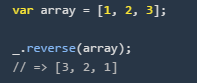 var array = [1, 2, 3];
_.reverse(array);
// => [3, 2, 1]